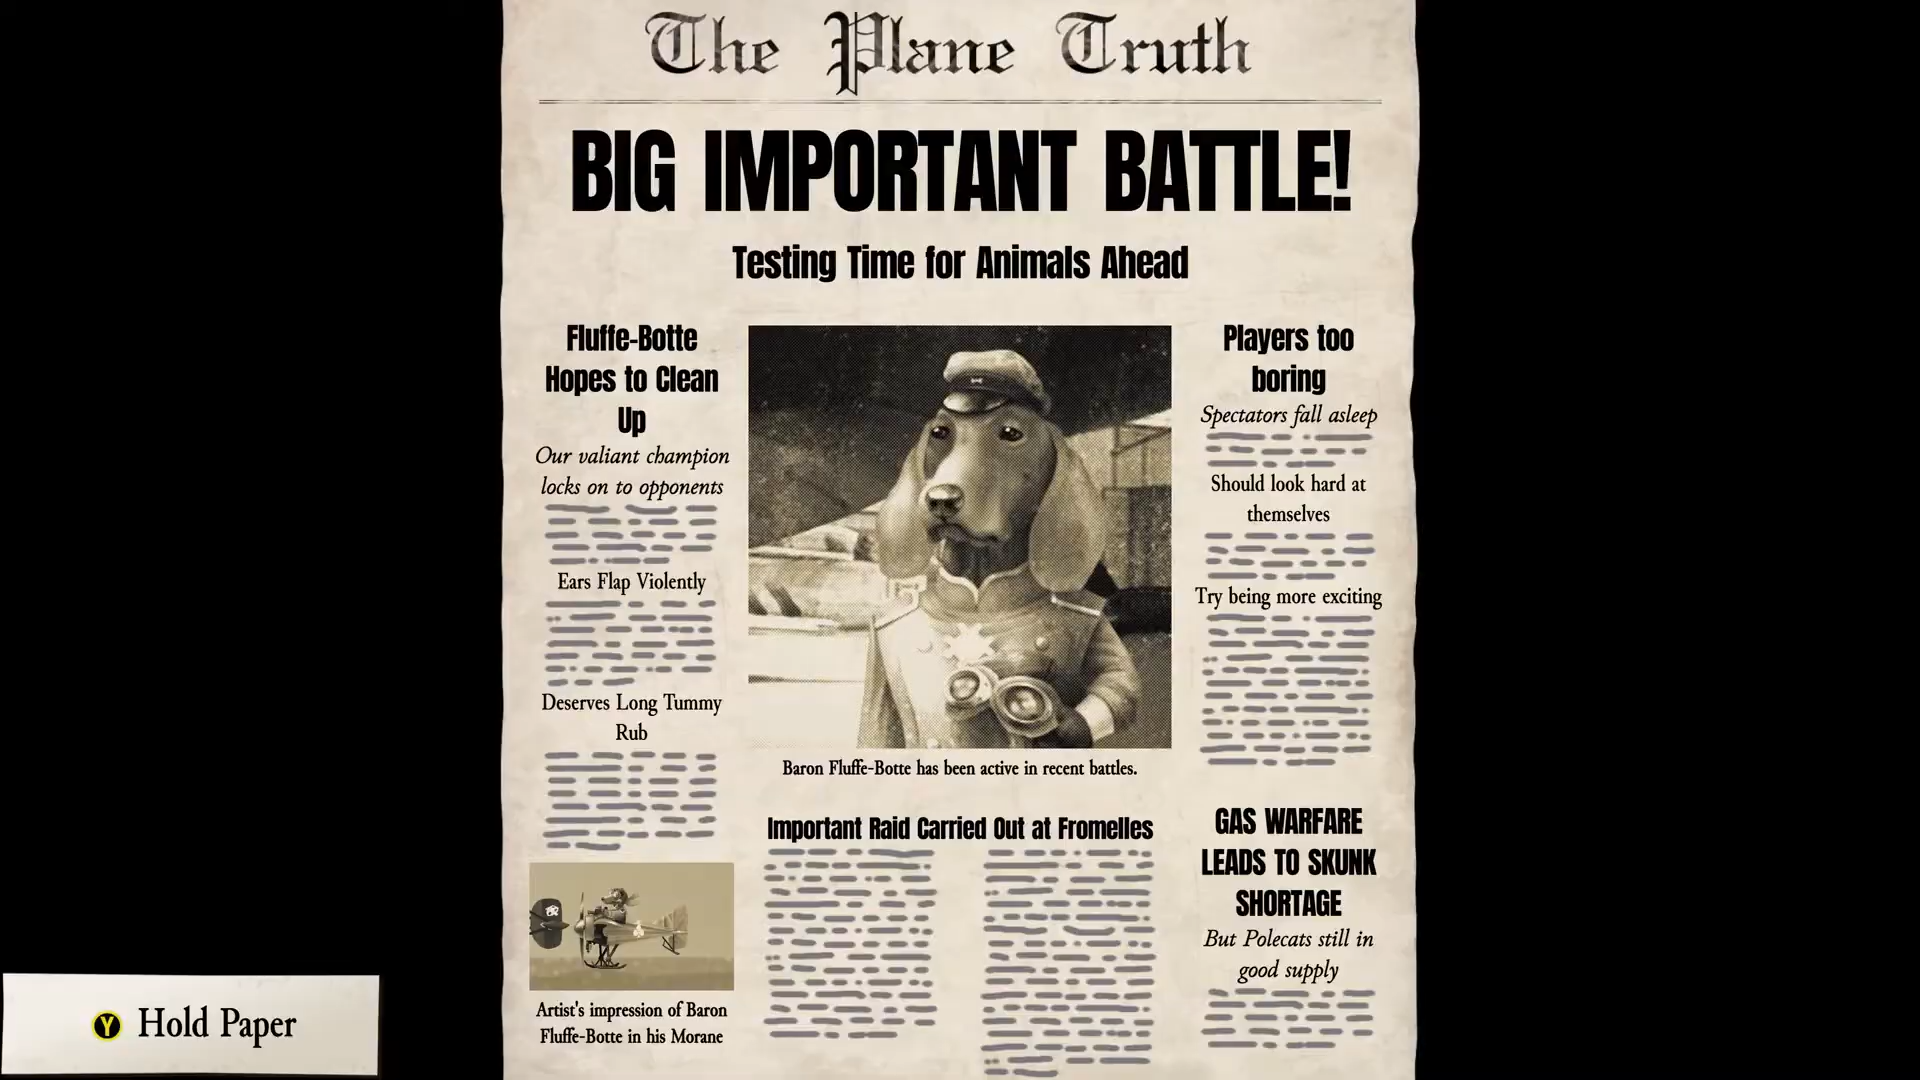 The Plane Truth
BIG IMPORTANT BATTLE!
Testing Time for Animals Ahead
Fluffe-Botte
Hopes to Clean
Up
Our valiant champion
locks on to opponents
Ears Flap Violently
Deserves Long Tummy
Rub
Artist's impression of Baron
Fluffe-Botte in his Morane
Baron Fluffe-Botte has been active in recent battles.
Important Raid Carried Out at Fromelles
Players too
boring
Spectators fall asleep
Should look hard at
themselves
Try being more exciting
GAS WARFARE
LEADS TO SKUNK
SHORTAGE
But Polecats still in
good supply
Y Hold Paper